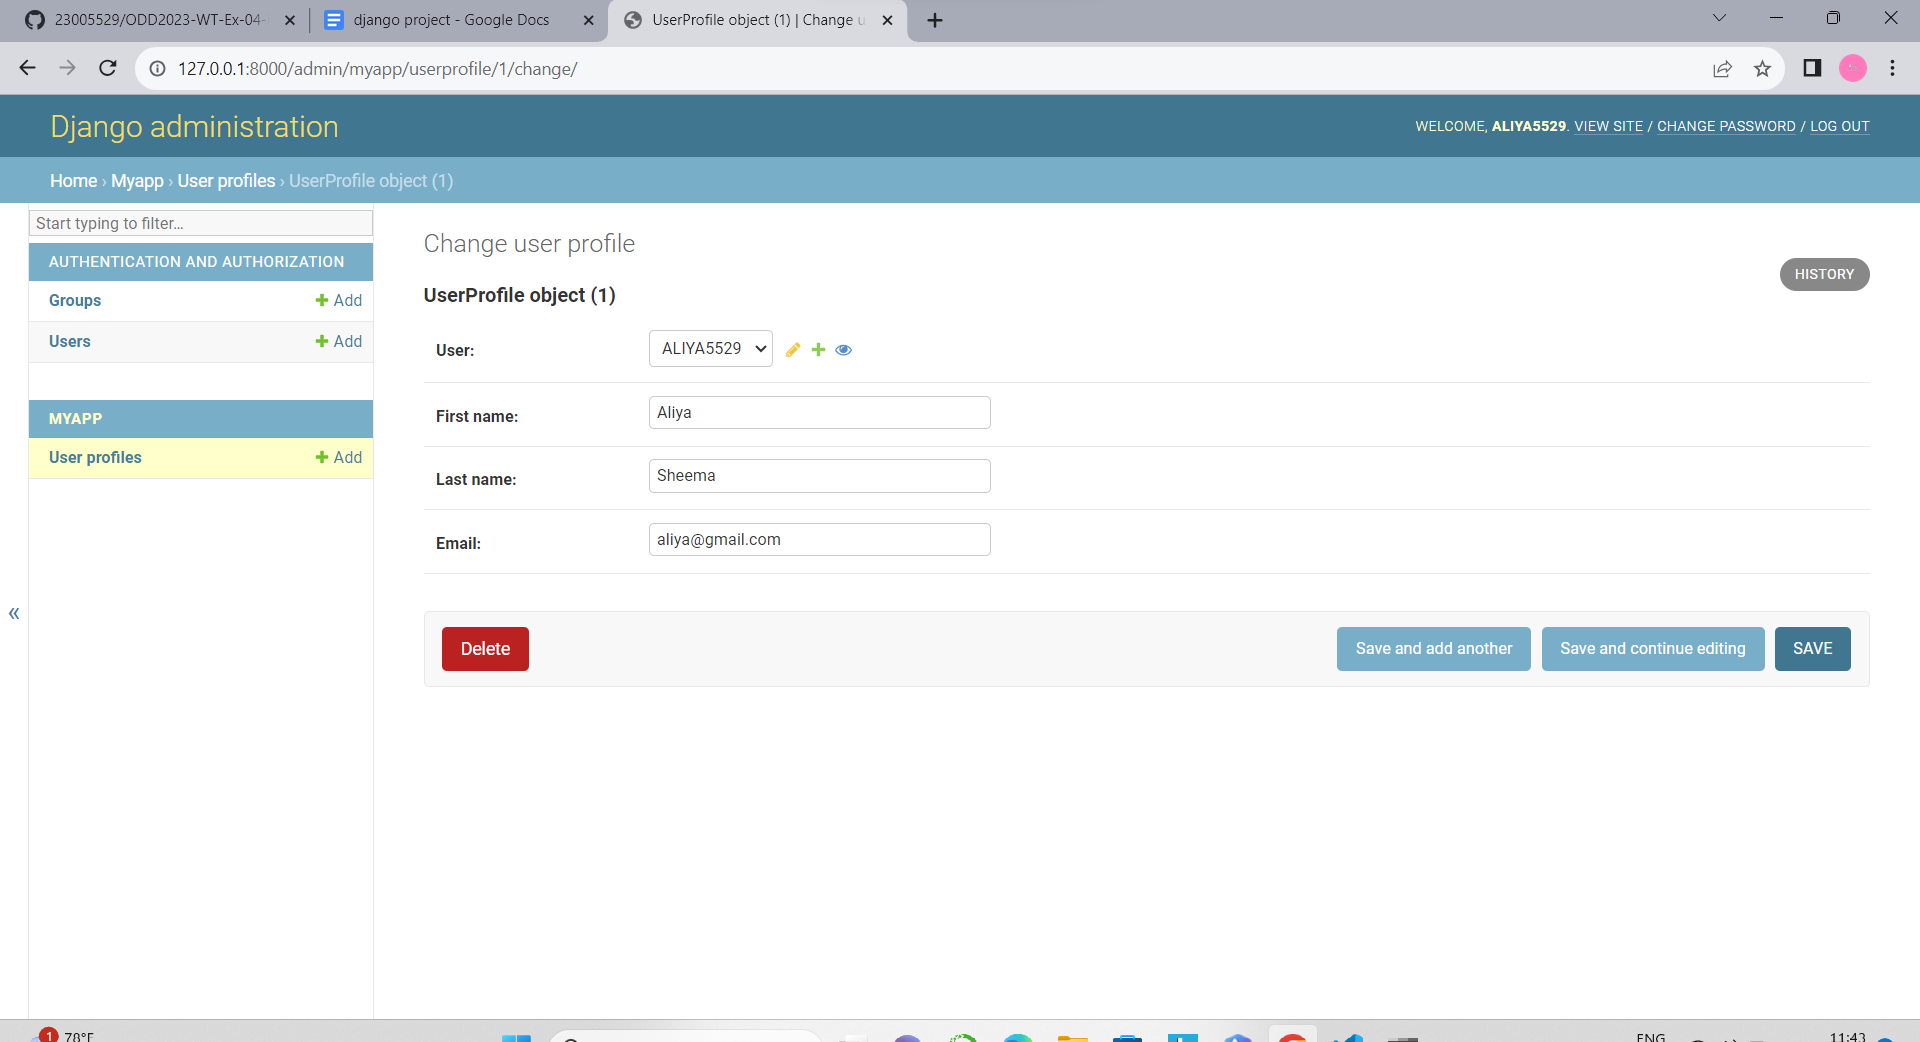 23005529/ODD2023-WT-Ex-04-
django project - Google Docs
UserProfile object (1) | Change u
127.0.0.1:8000/admin/myapp/userprofile/1/change/
Django administration
WELCOME, ALIYA5529. VIEW SITE / CHANGE PASSWORD / LOG OUT
Home › Myapp › User profiles › UserProfile object (1)
Start typing to filter...
AUTHENTICATION AND AUTHORIZATION
Groups + Add
Users + Add
MYAPP
User profiles + Add
«
Change user profile
HISTORY
UserProfile object (1)
User: ALIYA5529
First name: Aliya
Last name: Sheema
Email: aliya@gmail.com
Delete
Save and add another
Save and continue editing
SAVE
1
78°F
ENG
11:43